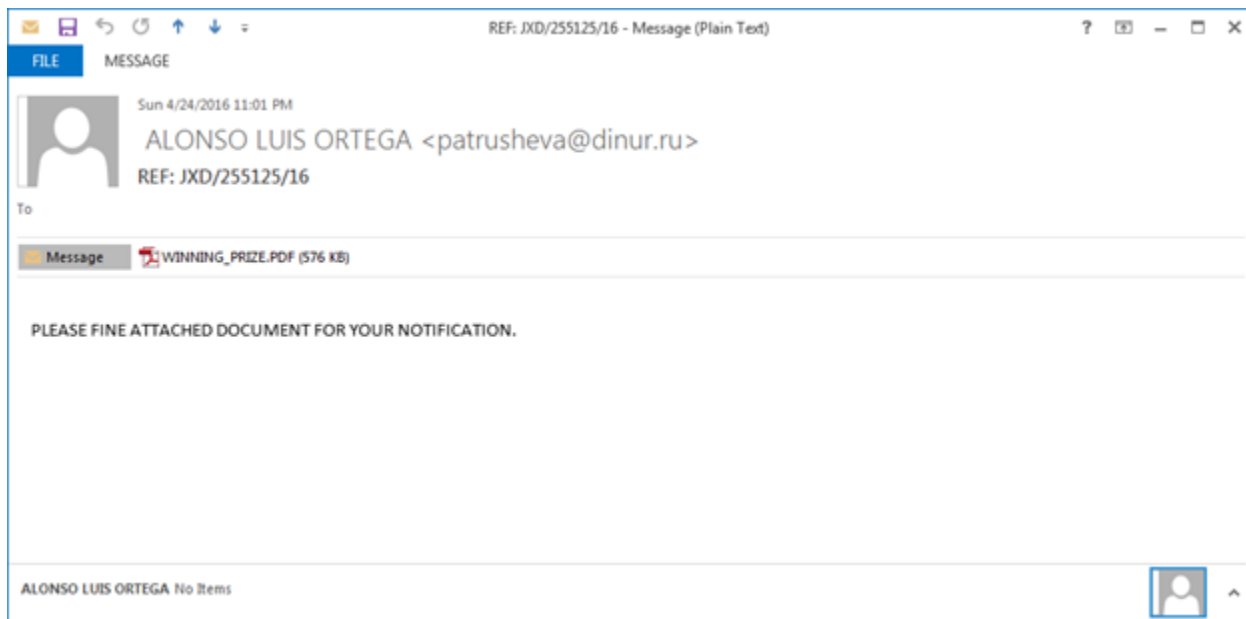 REF: JXD/255125/16 - Message (Plain Text)
?
FILE MESSAGE
Sun 4/24/2016 11:01 PM
ALONSO LUIS ORTEGA <patrusheva@dinur.ru>
REF: JXD/255125/16
To
Message WINNING_PRIZE.PDF (576 KB)
PLEASE FINE ATTACHED DOCUMENT FOR YOUR NOTIFICATION.
ALONSO LUIS ORTEGA No Items